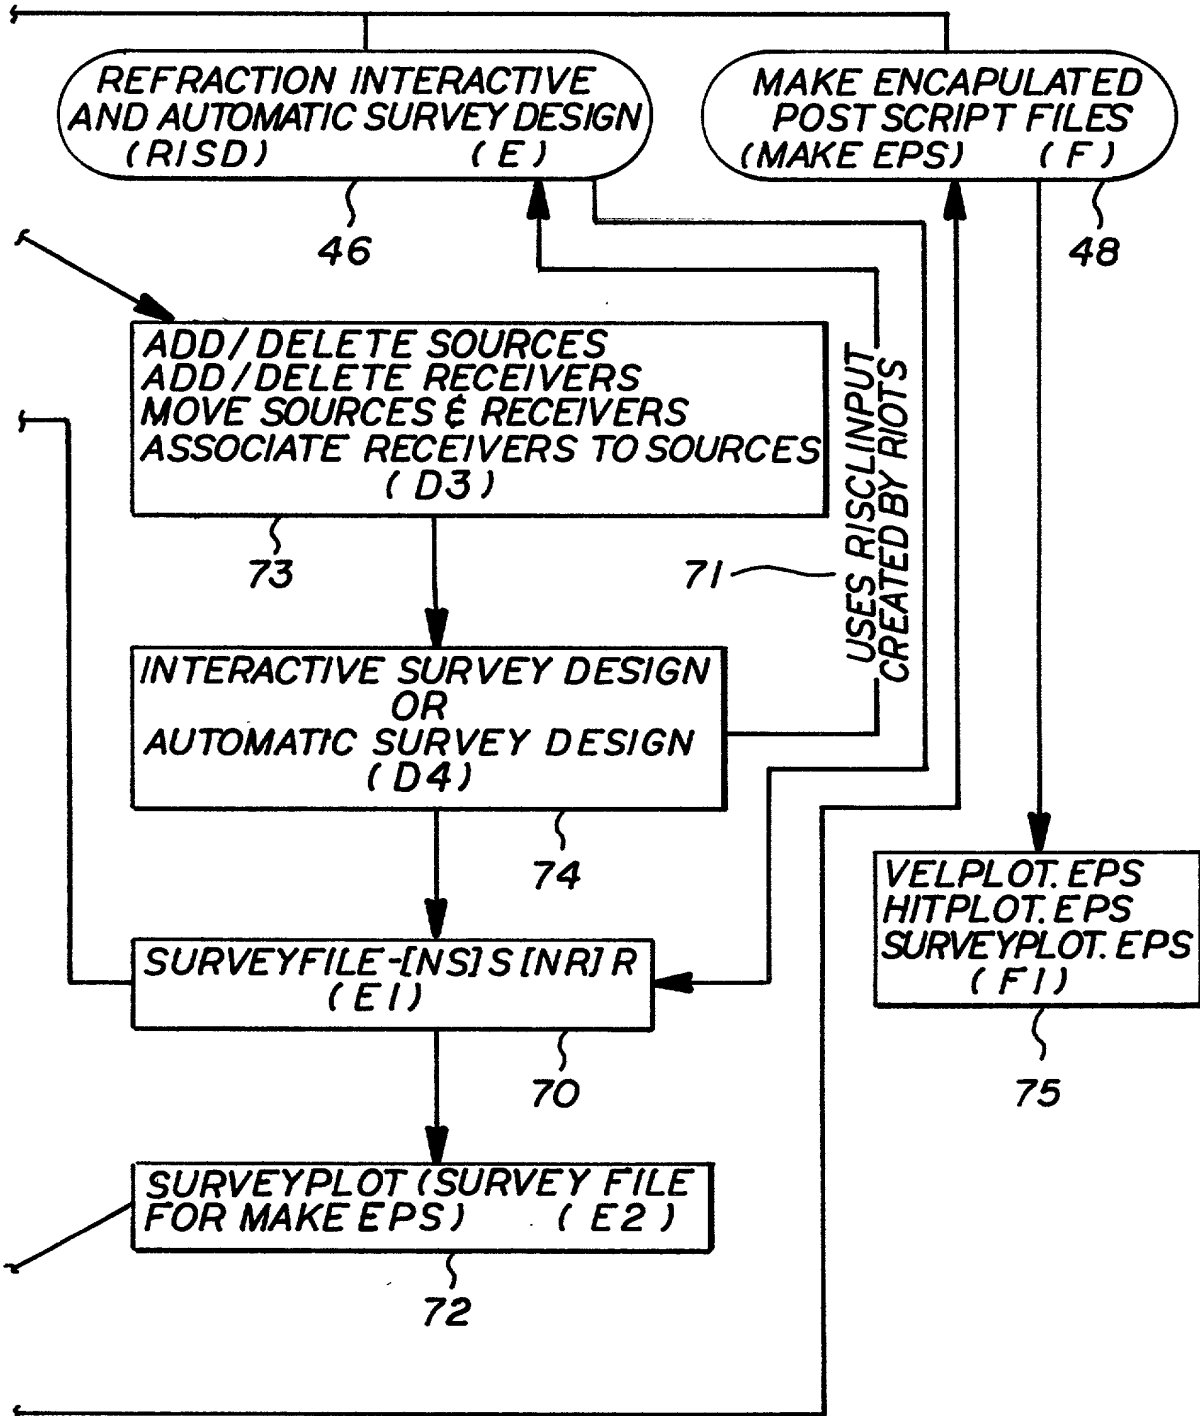 REFRACTION INTERACTIVE
AND AUTOMATIC SURVEY DESIGN
(RISD) (E)
46
MAKE ENCAPULATED
POST SCRIPT FILES
(MAKE EPS) (F)
48
ADD/DELETE SOURCES
ADD/DELETE RECEIVERS
MOVE SOURCES & RECEIVERS
ASSOCIATE RECEIVERS TO SOURCES
(D3)
73
71
USES RISCLINPUT
CREATED BY RIOTS
INTERACTIVE SURVEY DESIGN
OR
AUTOMATIC SURVEY DESIGN
(D4)
74
VELPLOT.EPS
HITPLOT.EPS
SURVEYPLOT.EPS
(F1)
75
SURVEYFILE-[NS]S[NR]R
(E1)
70
SURVEYPLOT (SURVEY FILE
FOR MAKE EPS) (E2)
72